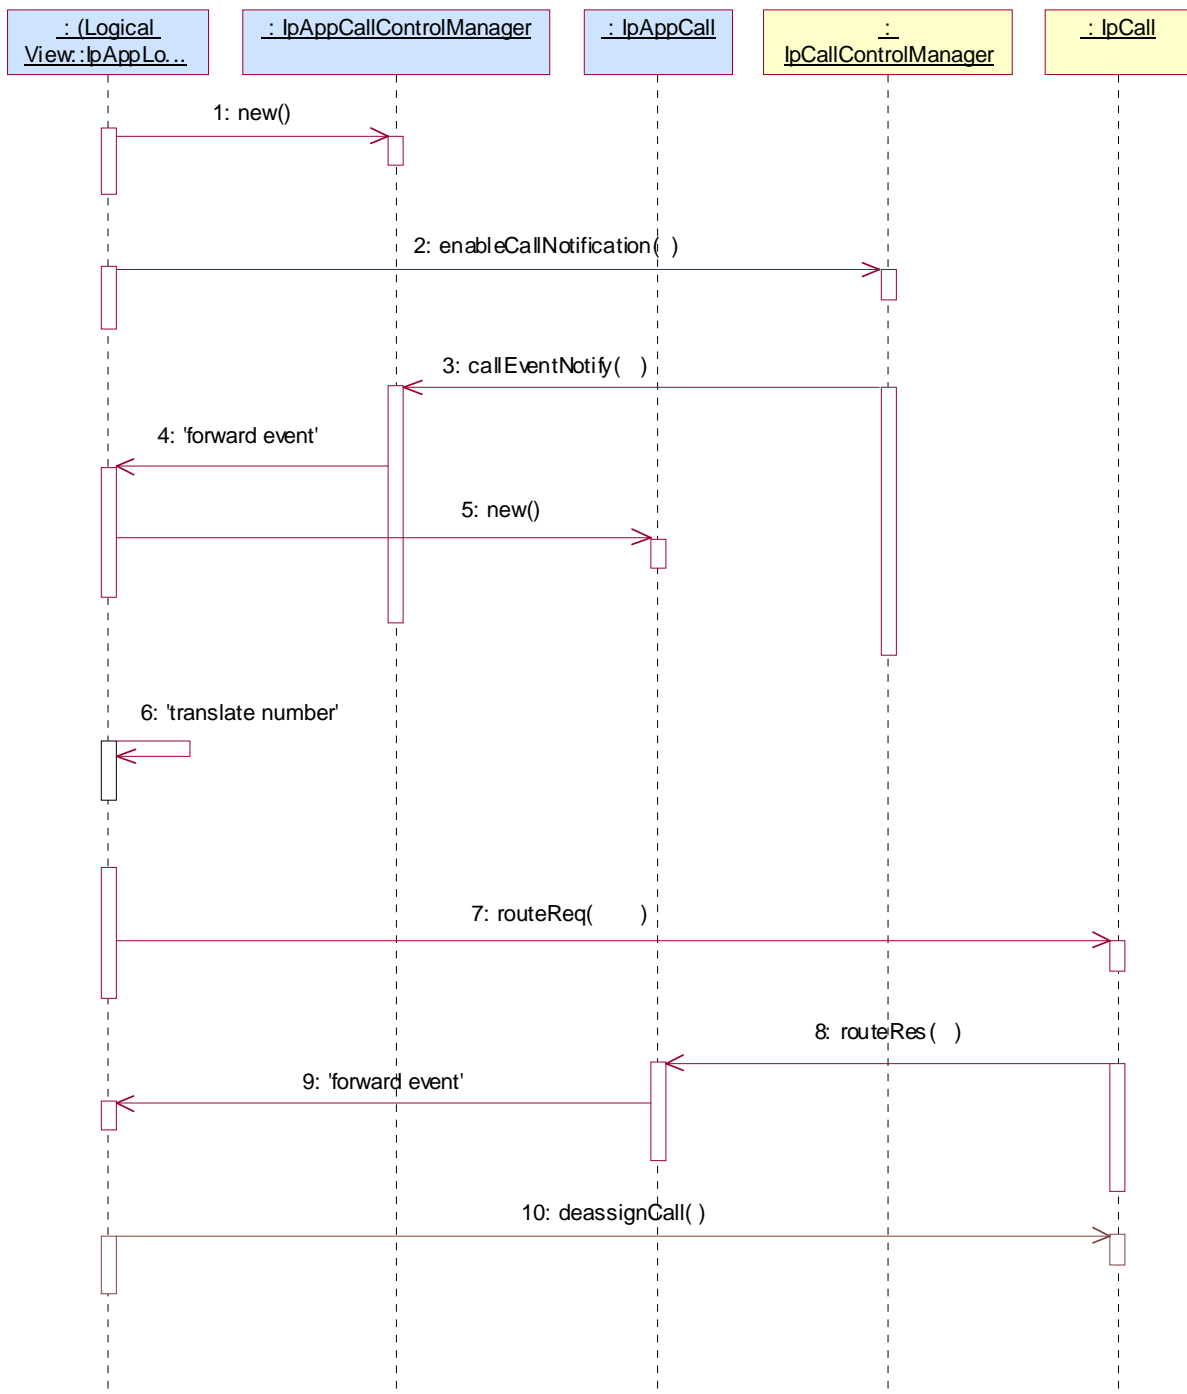 : (Logical
View::IpAppLo...
: IpAppCallControlManager
: IpAppCall
:
IpCallControlManager
: IpCall
1: new()
2: enableCallNotification( )
3: callEventNotify( )
4: 'forward event'
5: new()
6: 'translate number'
7: routeReq( )
8: routeRes( )
9: 'forward event'
10: deassignCall( )